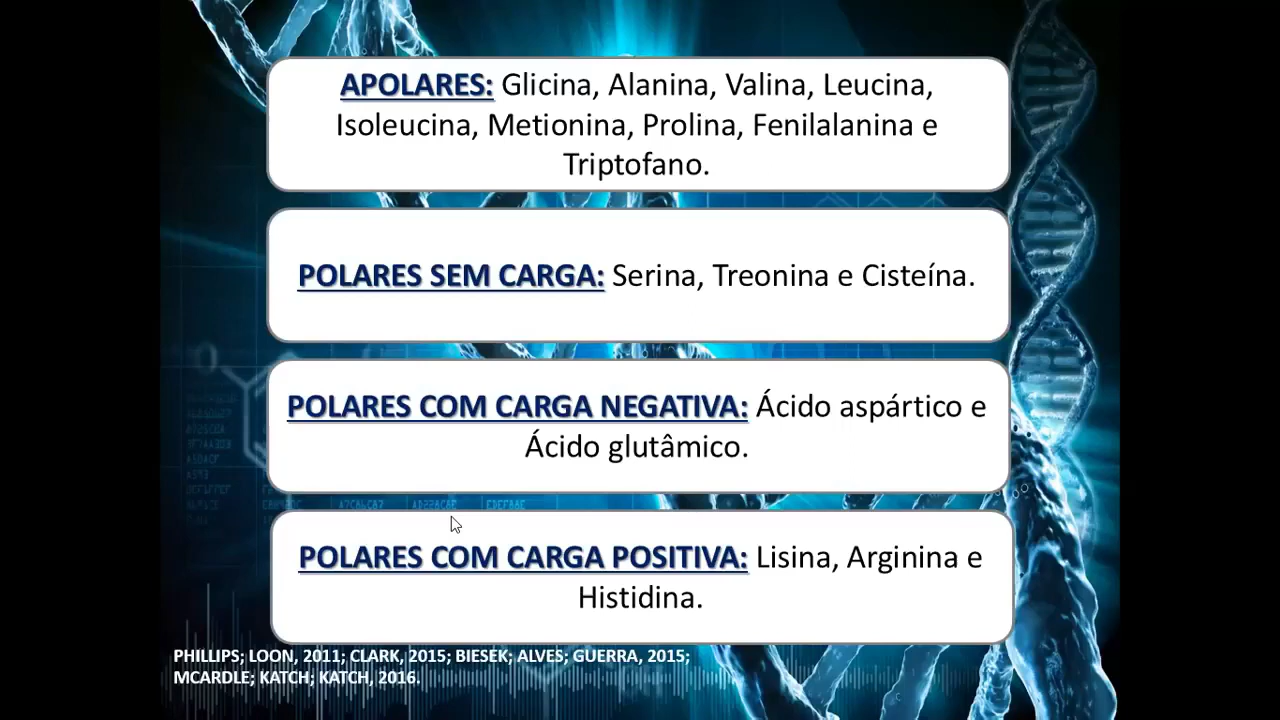 APOLARES: Glicina, Alanina, Valina, Leucina,
Isoleucina, Metionina, Prolina, Fenilalanina e
Triptofano.
POLARES SEM CARGA: Serina, Treonina e Cisteína.
POLARES COM CARGA NEGATIVA: Ácido aspártico e
Ácido glutâmico.
POLARES COM CARGA POSITIVA: Lisina, Arginina e
Histidina.
PHILLIPS; LOON, 2011; CLARK, 2015; BIESEK; ALVES; GUERRA, 2015;
MCARDLE; KATCH; KATCH, 2016.